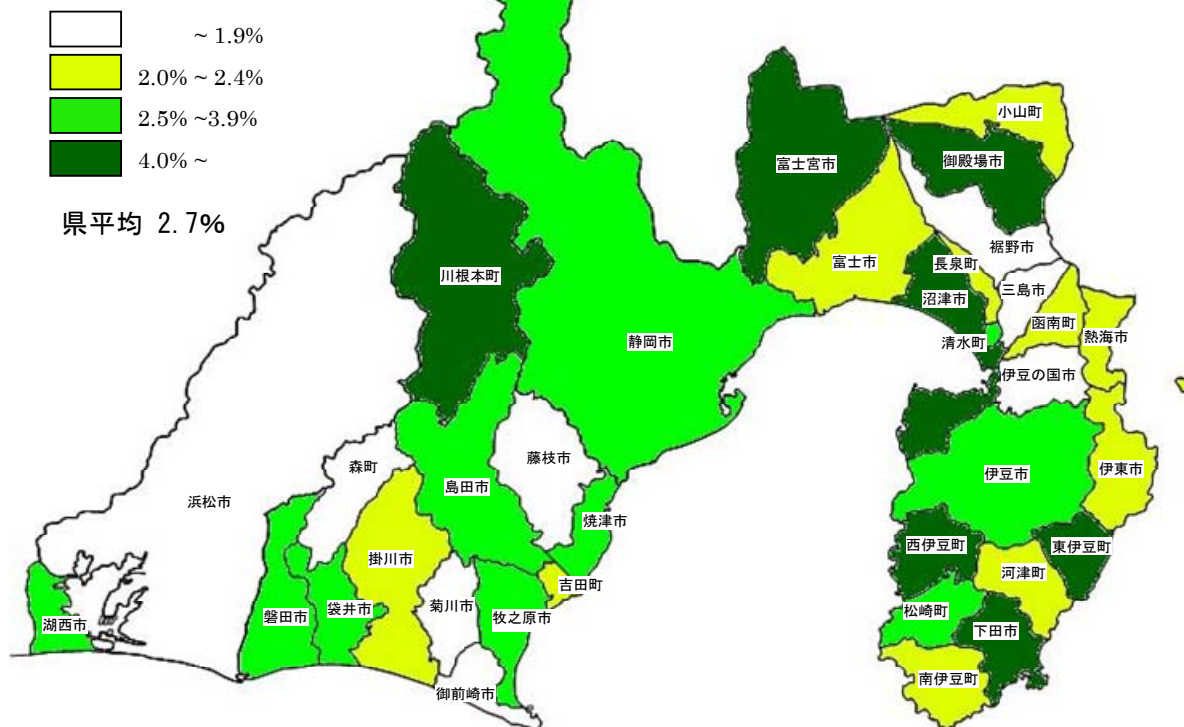 ~ 1.9%
2.0% ~ 2.4%
2.5% ~3.9%
4.0% ~
県平均 2.7%
小山町
御殿場市
富士宮市
裾野市
長泉町
富士市
川根本町
三島市
沼津市
函南町
熱海市
清水町
静岡市
伊豆の国市
藤枝市
森町
伊東市
伊豆市
島田市
浜松市
焼津市
西伊豆町
東伊豆町
掛川市
河津町
吉田町
菊川市
袋井市
松崎町
磐田市
牧之原市
湖西市
下田市
南伊豆町
御前崎市